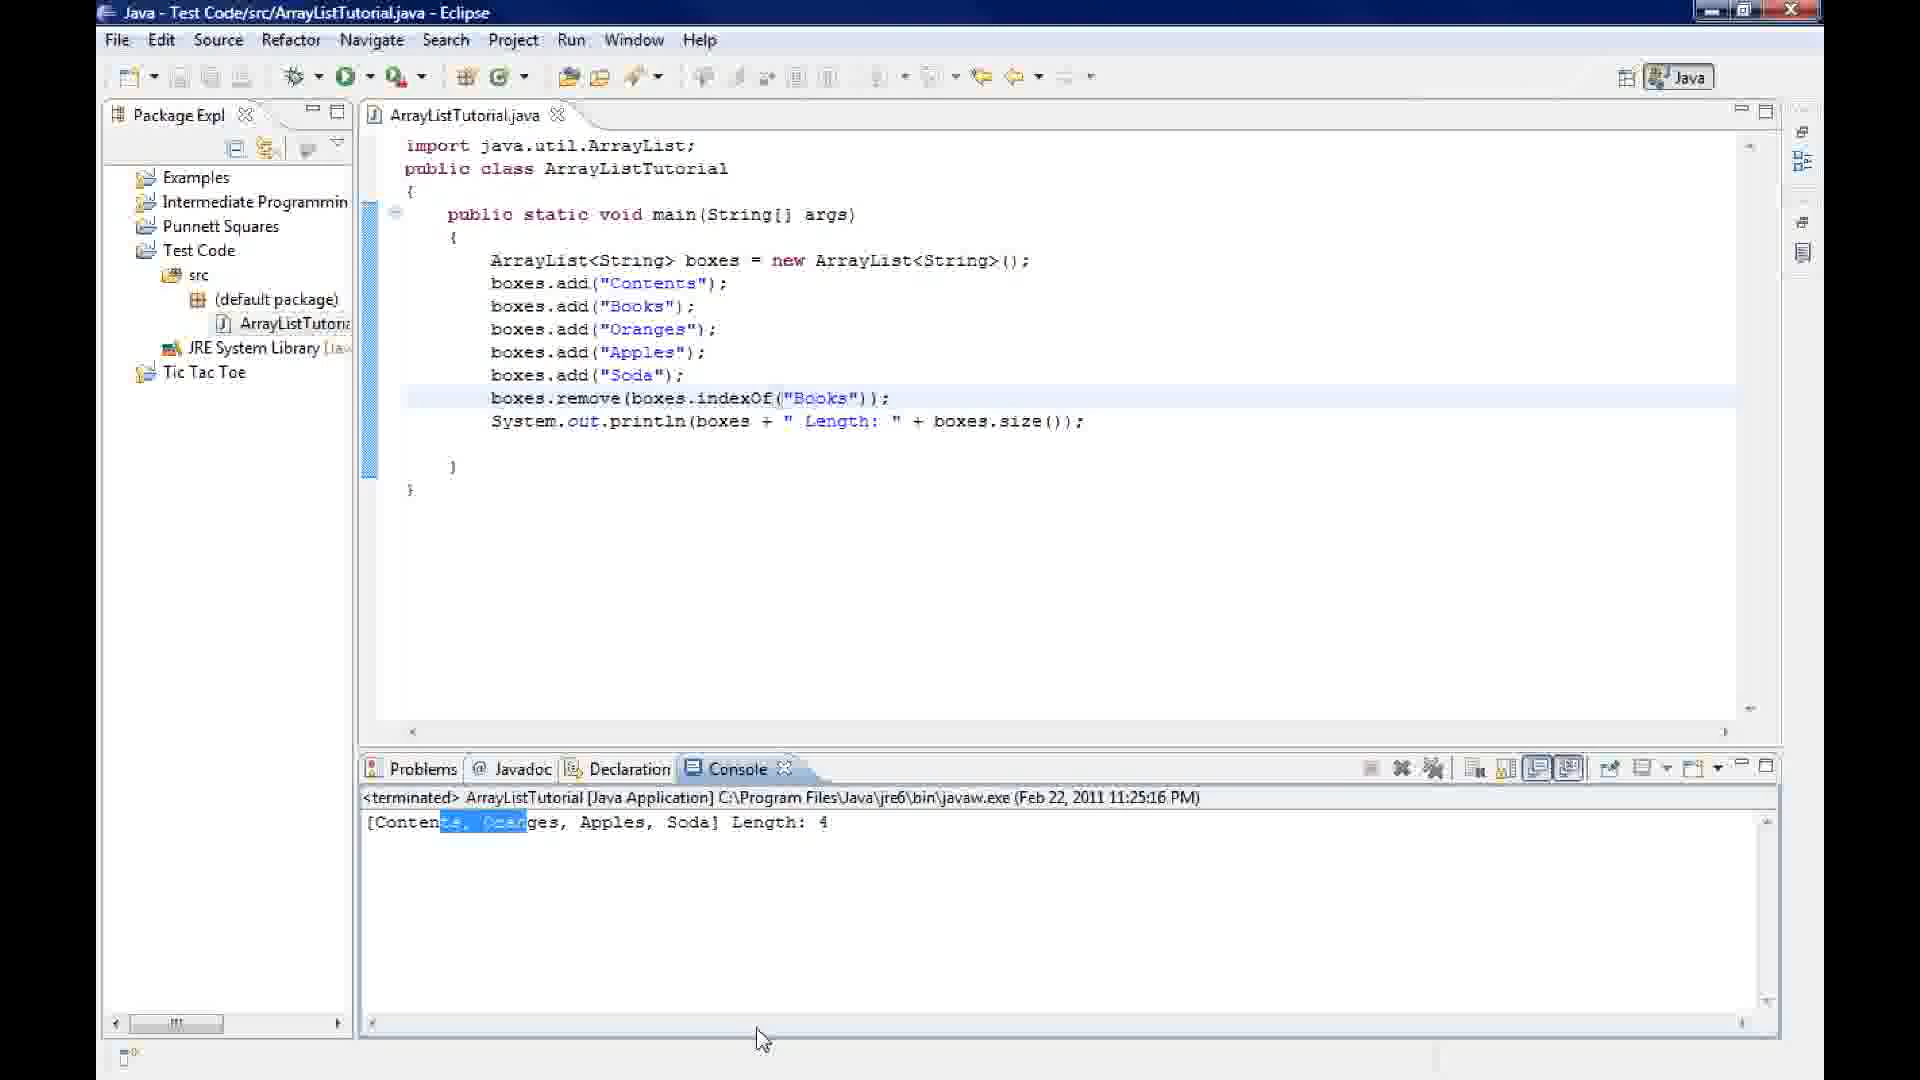 Java - Test Code/src/ArrayListTutorial.java - Eclipse
File Edit Source Refactor Navigate Search Project Run Window Help
Java
Package Expl
Examples
Intermediate Programmin
Punnett Squares
Test Code
src
(default package)
ArrayListTutoria
JRE System Library [Jav
Tic Tac Toe
ArrayListTutorial.java
import java.util.ArrayList;
public class ArrayListTutorial
{
public static void main(String[] args)
{
ArrayList<String> boxes = new ArrayList<String>();
boxes.add("Contents");
boxes.add("Books");
boxes.add("Oranges");
boxes.add("Apples");
boxes.add("Soda");
boxes.remove(boxes.indexOf("Books"));
System.out.println(boxes + " Length: " + boxes.size());
}
}
Problems @ Javadoc Declaration Console
<terminated> ArrayListTutorial [Java Application] C:\Program Files\Java\jre6\bin\javaw.exe (Feb 22, 2011 11:25:16 PM)
[Contents, Oranges, Apples, Soda] Length: 4